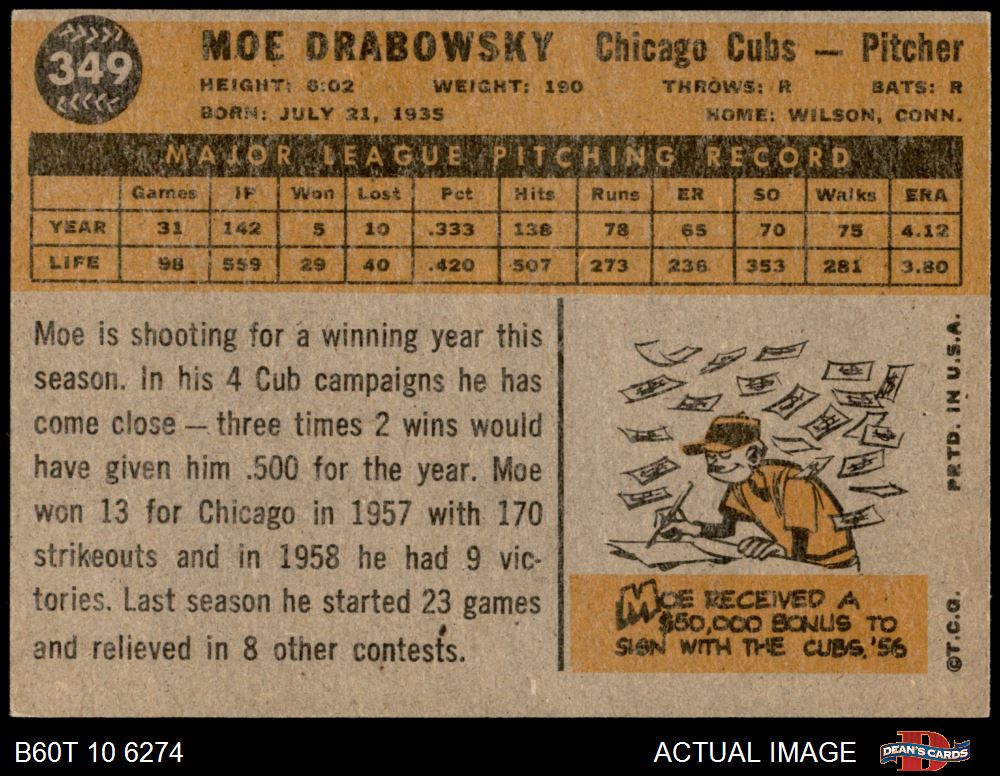 349
MOE DRABOWSKY Chicago Cubs — Pitcher
HEIGHT: 6:02 WEIGHT: 190 THROWS: R BATS: R
BORN: JULY 21, 1935 HOME: WILSON, CONN.
MAJOR LEAGUE PITCHING RECORD
Games IP Won Lost Pct Hits Runs ER SO Walks ERA
YEAR 31 142 5 10 .333 138 78 65 70 75 4.12
LIFE 98 559 29 40 .420 507 273 236 353 281 3.80
Moe is shooting for a winning year this
season. In his 4 Cub campaigns he has
come close — three times 2 wins would
have given him .500 for the year. Moe
won 13 for Chicago in 1957 with 170
strikeouts and in 1958 he had 9 vic-
tories. Last season he started 23 games
and relieved in 8 other contests.
MOE RECEIVED A
$50,000 BONUS TO
SIGN WITH THE CUBS, '56
©T.C.G. PRTD. IN U.S.A.
B60T 10 6274 ACTUAL IMAGE DEAN'S CARDS